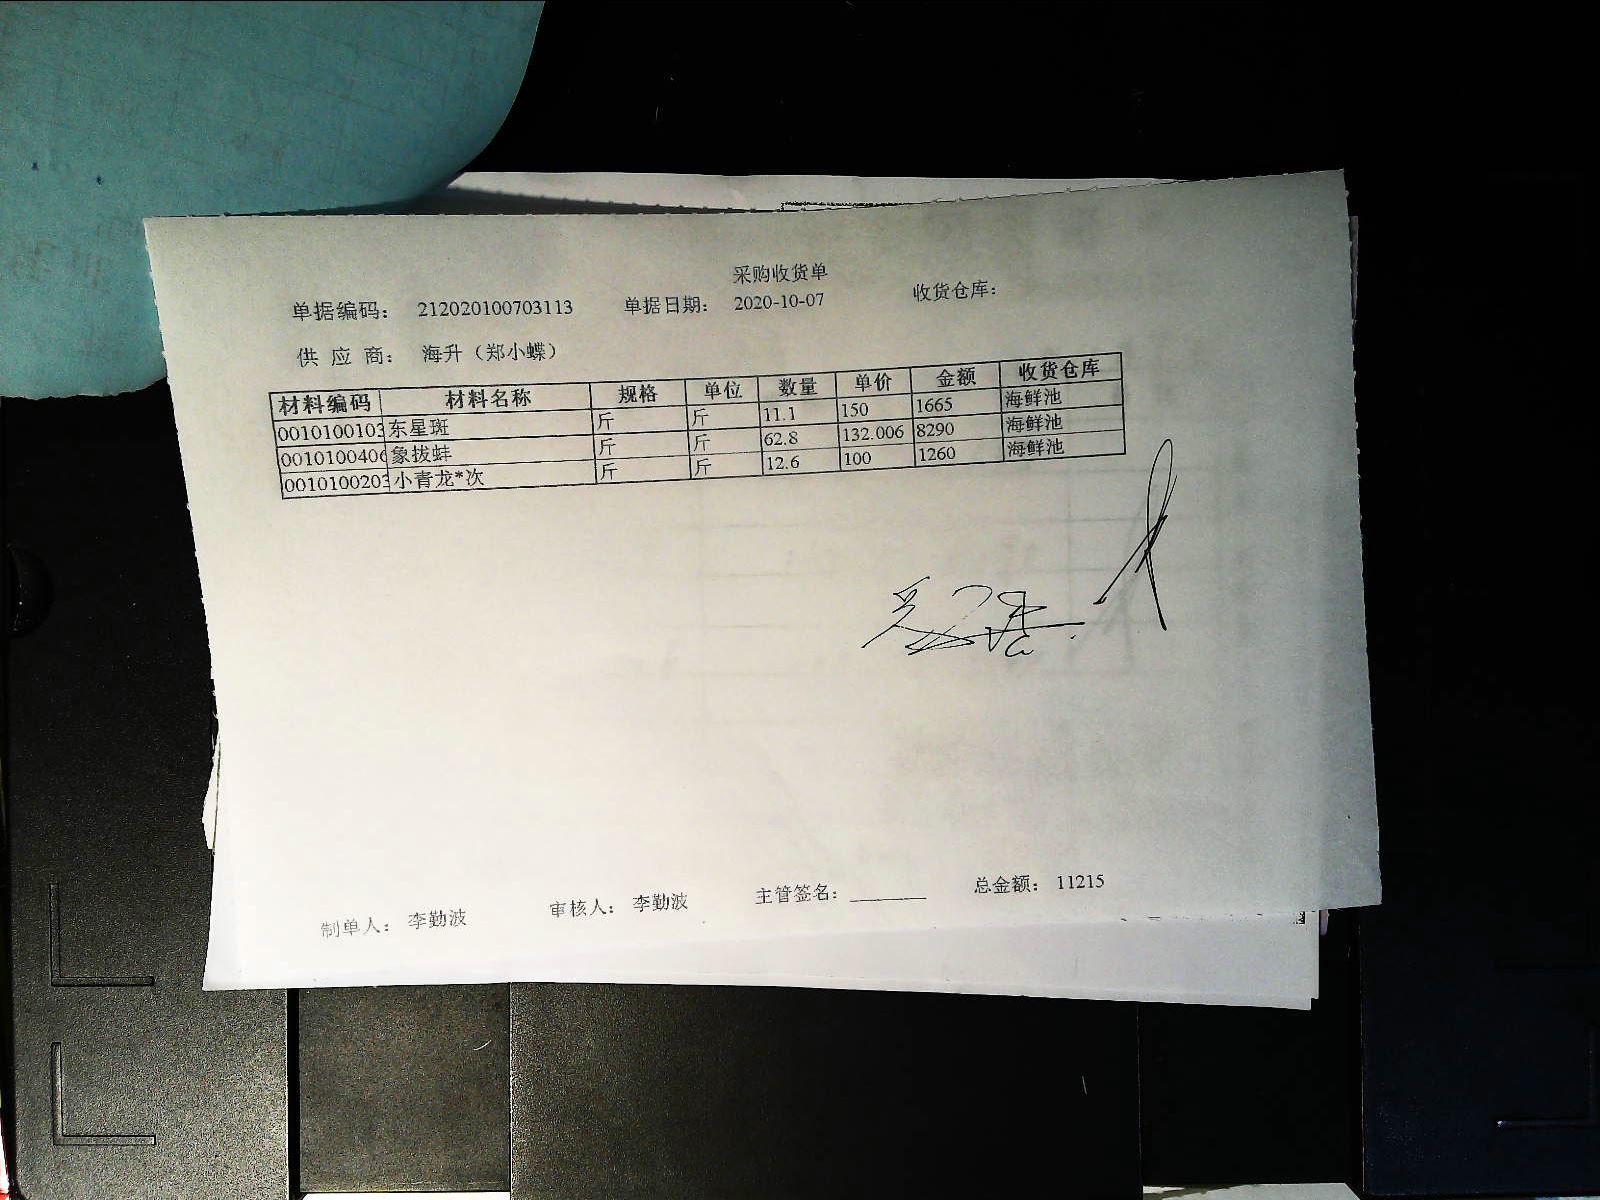 采购收货单
单据编码： 212020100703113 单据日期： 2020-10-07 收货仓库：
供 应 商： 海升（郑小蝶）
材料编码 材料名称 规格 单位 数量 单价 金额 收货仓库
0010100103 东星斑 斤 斤 11.1 150 1665 海鲜池
0010100406 象拔蚌 斤 斤 62.8 132.006 8290 海鲜池
0010100203 小青龙*次 斤 斤 12.6 100 1260 海鲜池
制单人： 李勤波 审核人： 李勤波 主管签名：________ 总金额： 11215